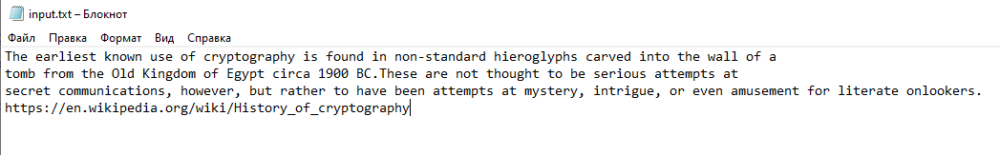 input.txt – Блокнот
Файл Правка Формат Вид Справка
The earliest known use of cryptography is found in non-standard hieroglyphs carved into the wall of a
tomb from the Old Kingdom of Egypt circa 1900 BC.These are not thought to be serious attempts at
secret communications, however, but rather to have been attempts at mystery, intrigue, or even amusement for literate onlookers.
https://en.wikipedia.org/wiki/History_of_cryptography